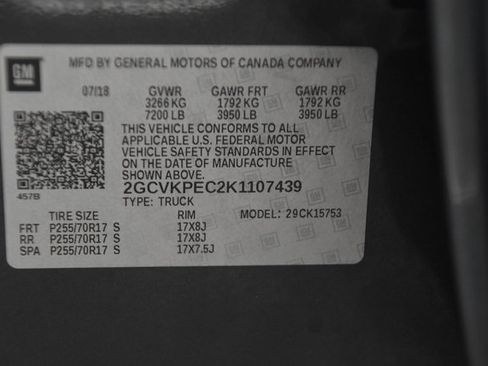 GM
MFD BY GENERAL MOTORS OF CANADA COMPANY
07/18 GVWR GAWR FRT GAWR RR
3266 KG 1792 KG 1792 KG
7200 LB 3950 LB 3950 LB
THIS VEHICLE CONFORMS TO ALL
APPLICABLE U.S. FEDERAL MOTOR
VEHICLE SAFETY STANDARDS IN EFFECT
ON THE DATE OF MANUFACTURE
SHOWN ABOVE.
2GCVKPEC2K1107439
457B TYPE: TRUCK
TIRE SIZE RIM MODEL: 29CK15753
FRT P255/70R17 S 17X8J
RR P255/70R17 S 17X8J
SPA P255/70R17 S 17X7.5J